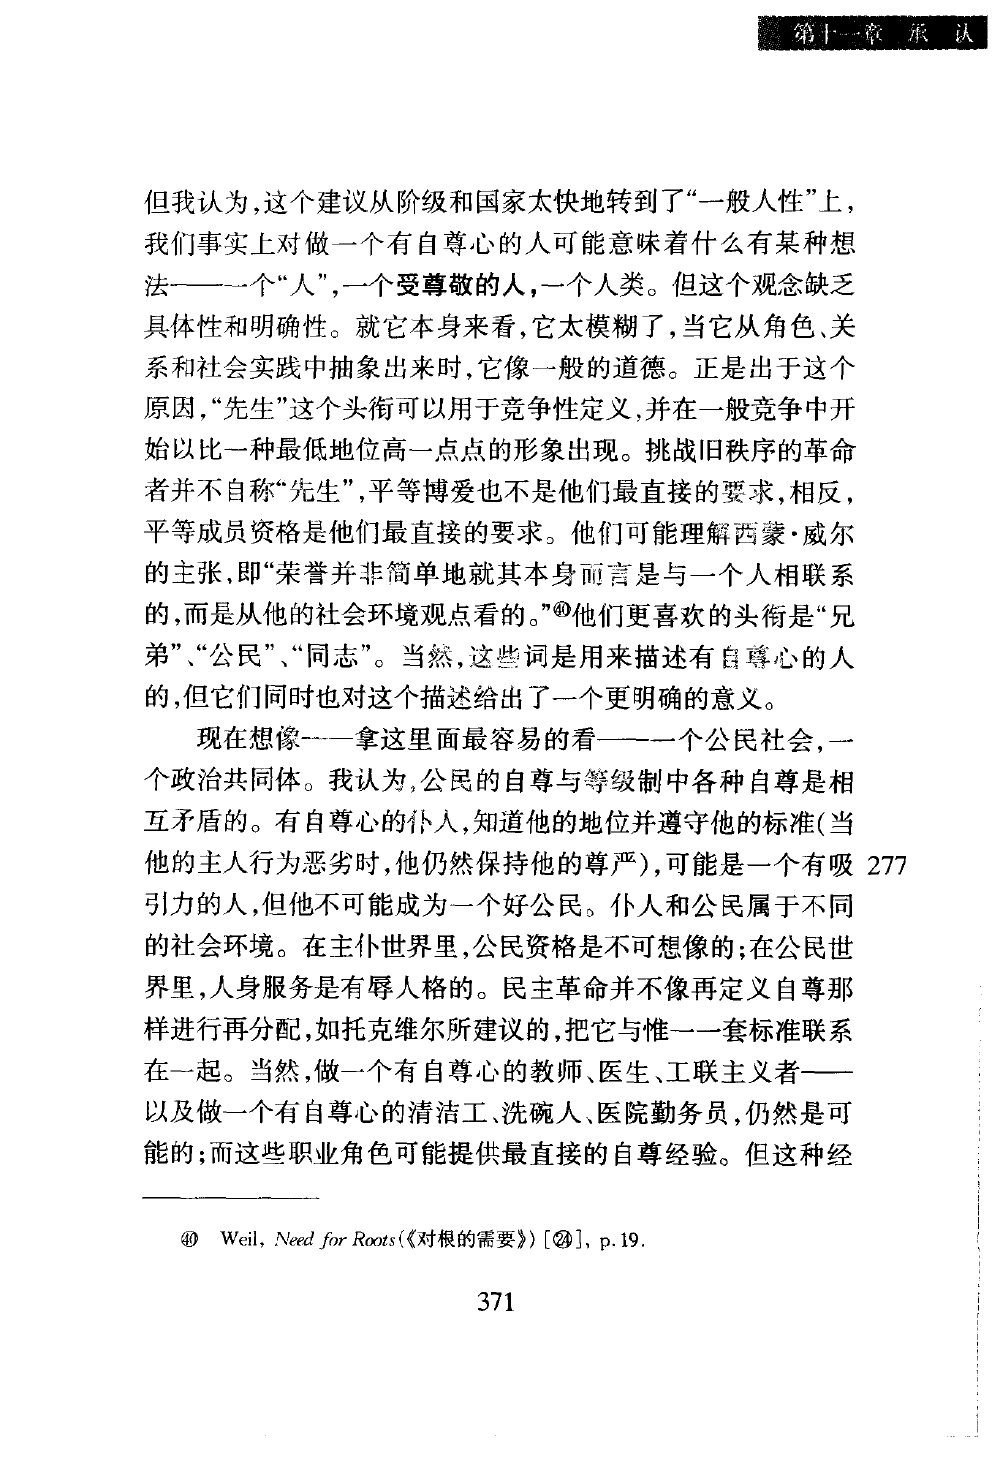 第十一章 承 认
但我认为,这个建议从阶级和国家太快地转到了“一般人性”上,
我们事实上对做一个有自尊心的人可能意味着什么有某种想
法——一个“人”,一个受尊敬的人,一个人类。但这个观念缺乏
具体性和明确性。就它本身来看,它太模糊了,当它从角色、关
系和社会实践中抽象出来时,它像一般的道德。正是出于这个
原因,“先生”这个头衔可以用于竞争性定义,并在一般竞争中开
始以比一种最低地位高一点点的形象出现。挑战旧秩序的革命
者并不自称“先生”,平等博爱也不是他们最直接的要求,相反,
平等成员资格是他们最直接的要求。他们可能理解西蒙·威尔
的主张,即“荣誉并非简单地就其本身而言是与一个人相联系
的,而是从他的社会环境观点看的。”㊵他们更喜欢的头衔是“兄
弟”、“公民”、“同志”。当然,这些词是用来描述有自尊心的人
的,但它们同时也对这个描述给出了一个更明确的意义。
现在想像——拿这里面最容易的看——一个公民社会,一
个政治共同体。我认为,公民的自尊与等级制中各种自尊是相
互矛盾的。有自尊心的仆人,知道他的地位并遵守他的标准(当
他的主人行为恶劣时,他仍然保持他的尊严),可能是一个有吸 277
引力的人,但他不可能成为一个好公民。仆人和公民属于不同
的社会环境。在主仆世界里,公民资格是不可想像的;在公民世
界里,人身服务是有辱人格的。民主革命并不像再定义自尊那
样进行再分配,如托克维尔所建议的,把它与惟一一套标准联系
在一起。当然,做一个有自尊心的教师、医生、工联主义者——
以及做一个有自尊心的清洁工、洗碗人、医院勤务员,仍然是可
能的;而这些职业角色可能提供最直接的自尊经验。但这种经
㊵ Weil, Need for Roots(《对根的需要》) [㉔], p.19.
371